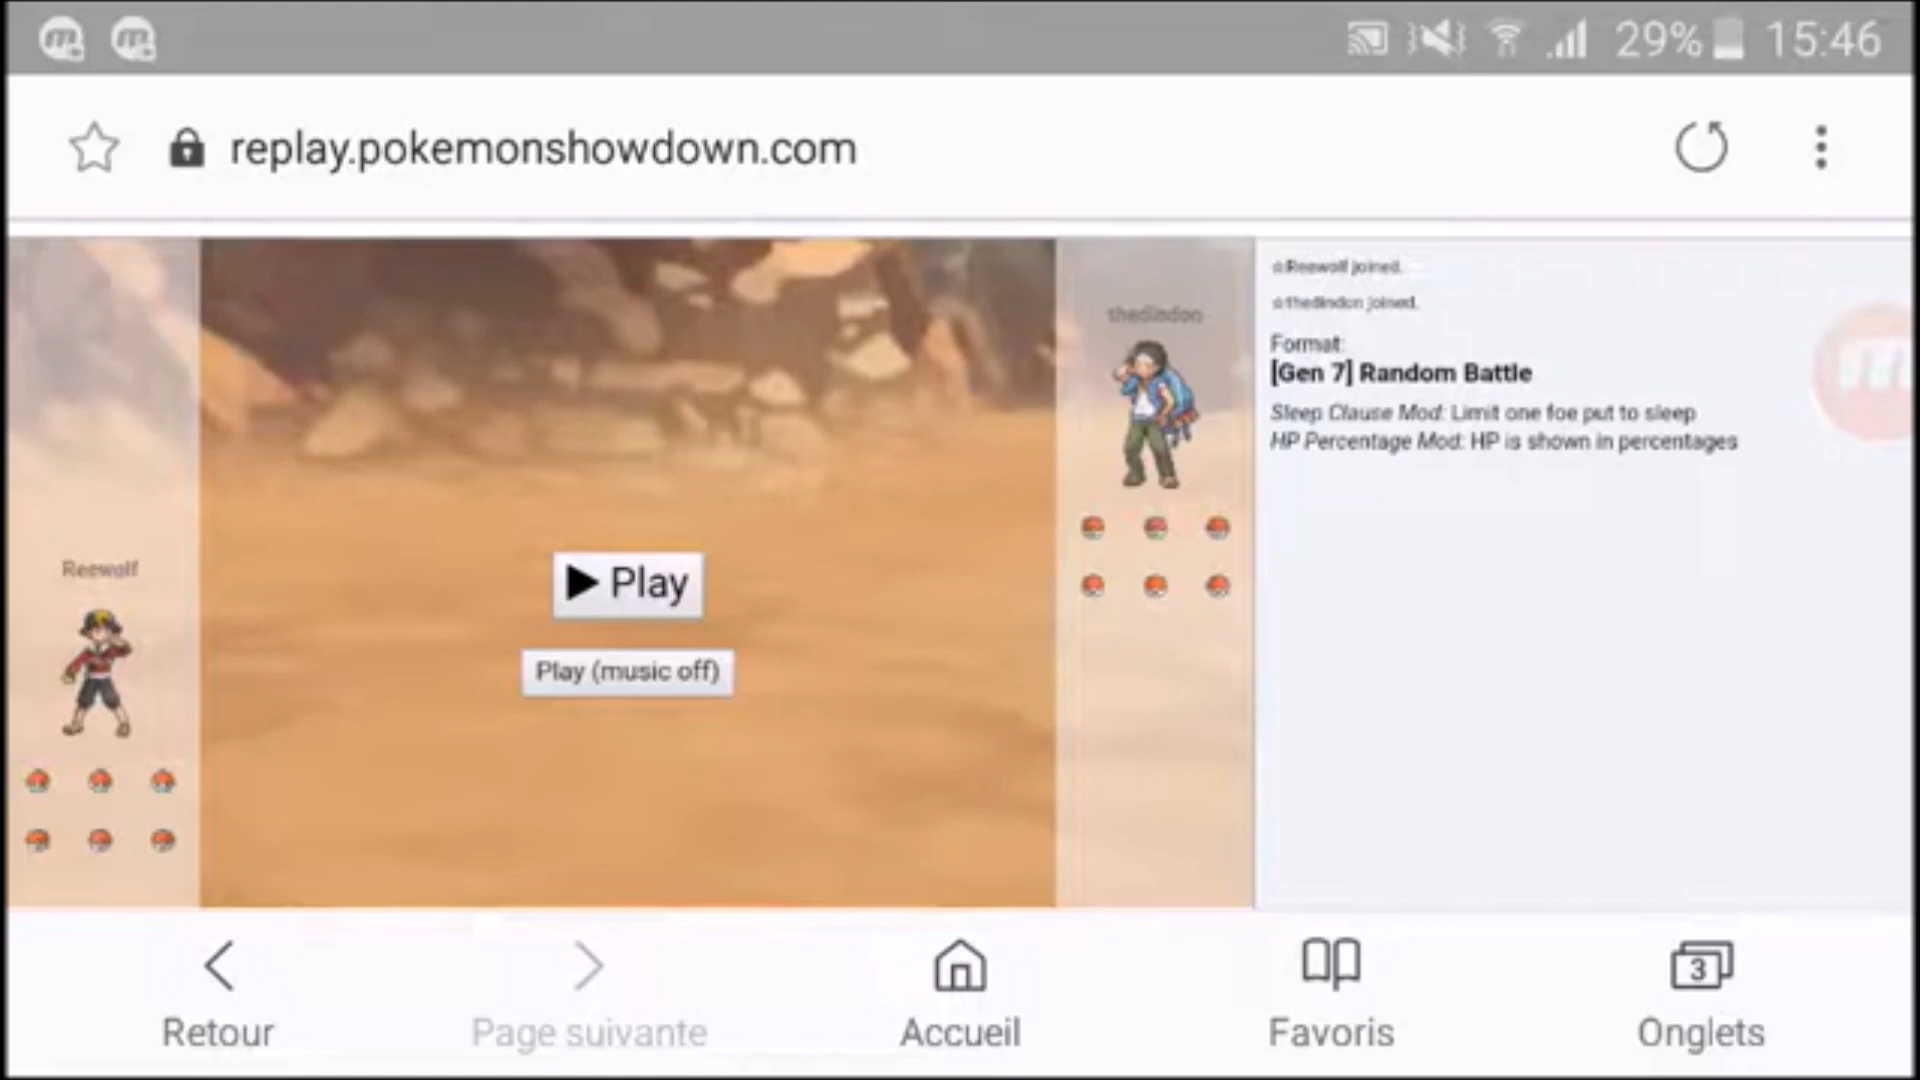 29% 15:46
replay.pokemonshowdown.com
☆Reewolf joined.
☆thedindon joined.
thedindon
Format:
[Gen 7] Random Battle
Sleep Clause Mod: Limit one foe put to sleep
HP Percentage Mod: HP is shown in percentages
Reewolf
Play
Play (music off)
3
Retour
Page suivante
Accueil
Favoris
Onglets